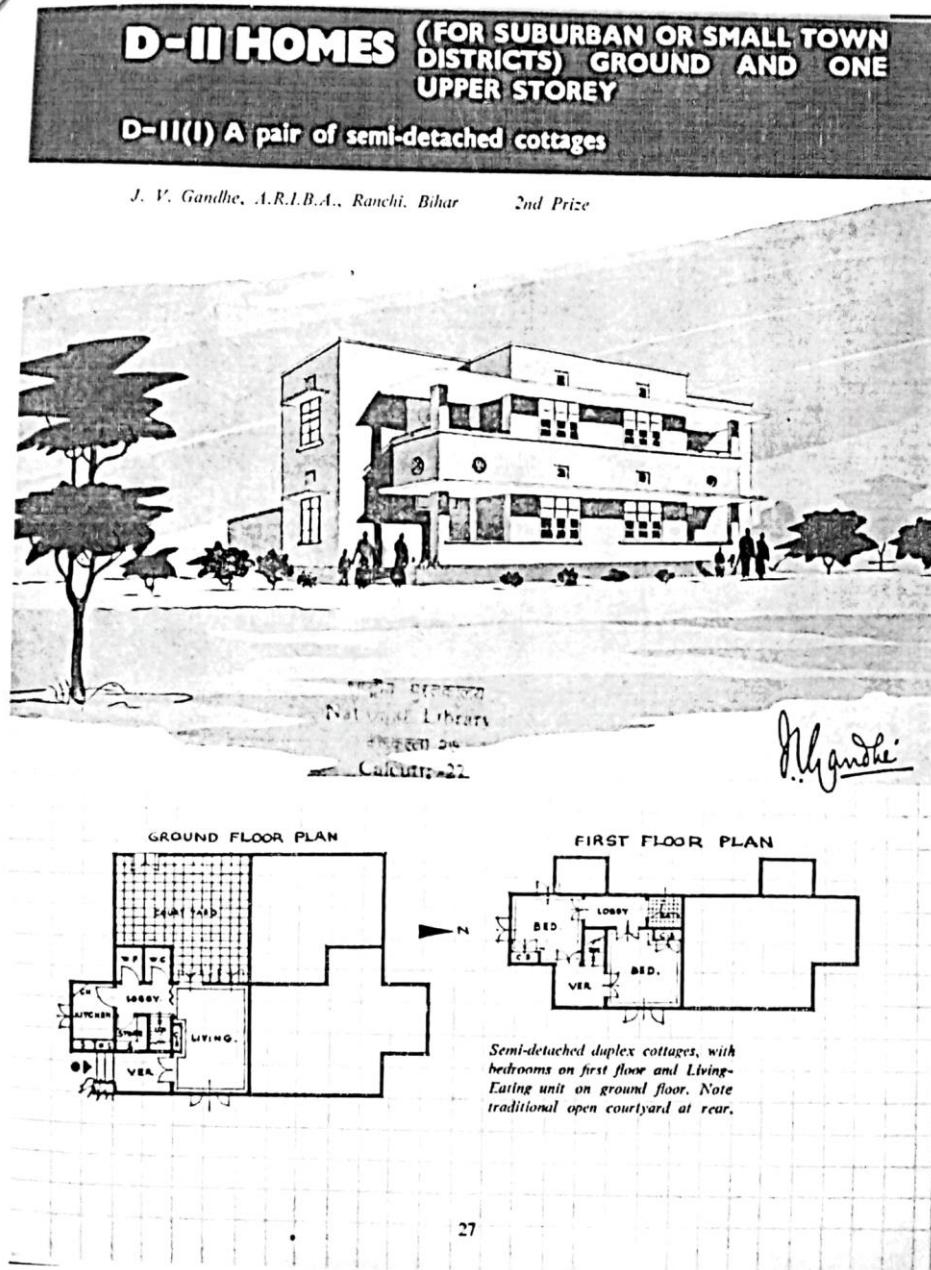 D-II HOMES (FOR SUBURBAN OR SMALL TOWN
DISTRICTS) GROUND AND ONE
UPPER STOREY
D-II(I) A pair of semi-detached cottages
J. V. Gandhe, A.R.I.B.A., Ranchi. Bihar 2nd Prize
National Library
Calcutta-22
J.V.Gandhé
GROUND FLOOR PLAN
COURT YARD
W.C
LOBBY.
CH
KITCHEN
STORE
UP
LIVING.
VER
N
FIRST FLOOR PLAN
BED.
LOBBY
BATH
C.B
C.B
VER
BED.
Semi-detached duplex cottages, with
bedrooms on first floor and Living-
Eating unit on ground floor. Note
traditional open courtyard at rear.
27